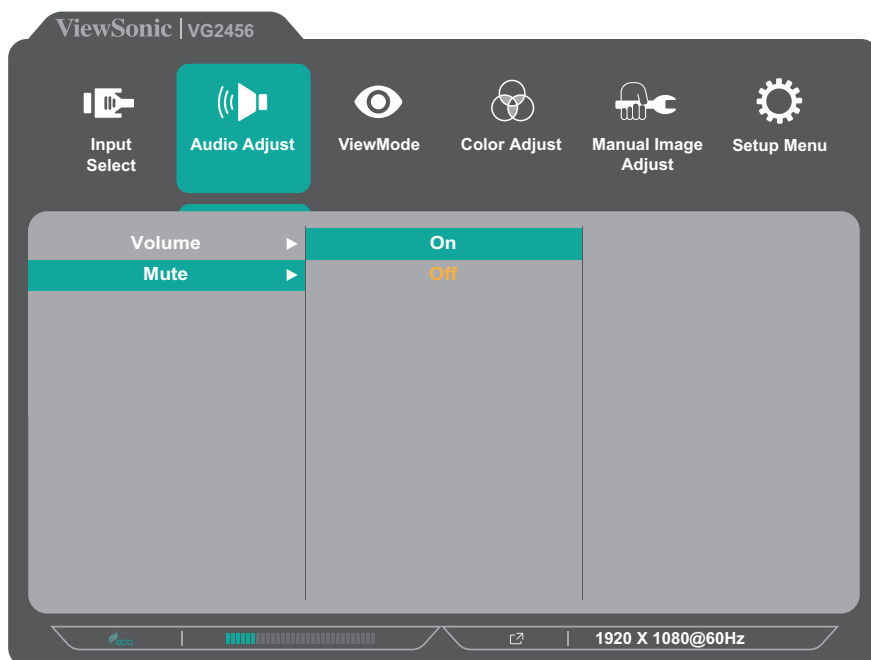 ViewSonic | VG2456
Input Select
Audio Adjust
ViewMode
Color Adjust
Manual Image Adjust
Setup Menu
Volume
On
Mute
Off
eco
1920 X 1080@60Hz